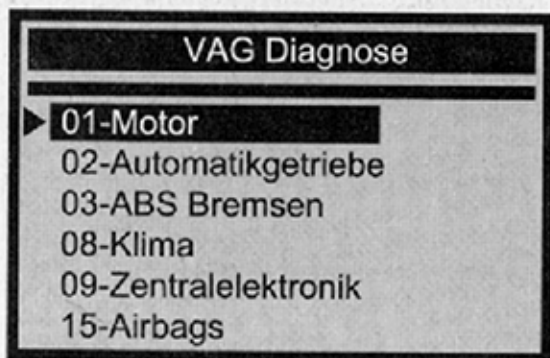 VAG Diagnose
01-Motor
02-Automatikgetriebe
03-ABS Bremsen
08-Klima
09-Zentralelektronik
15-Airbags